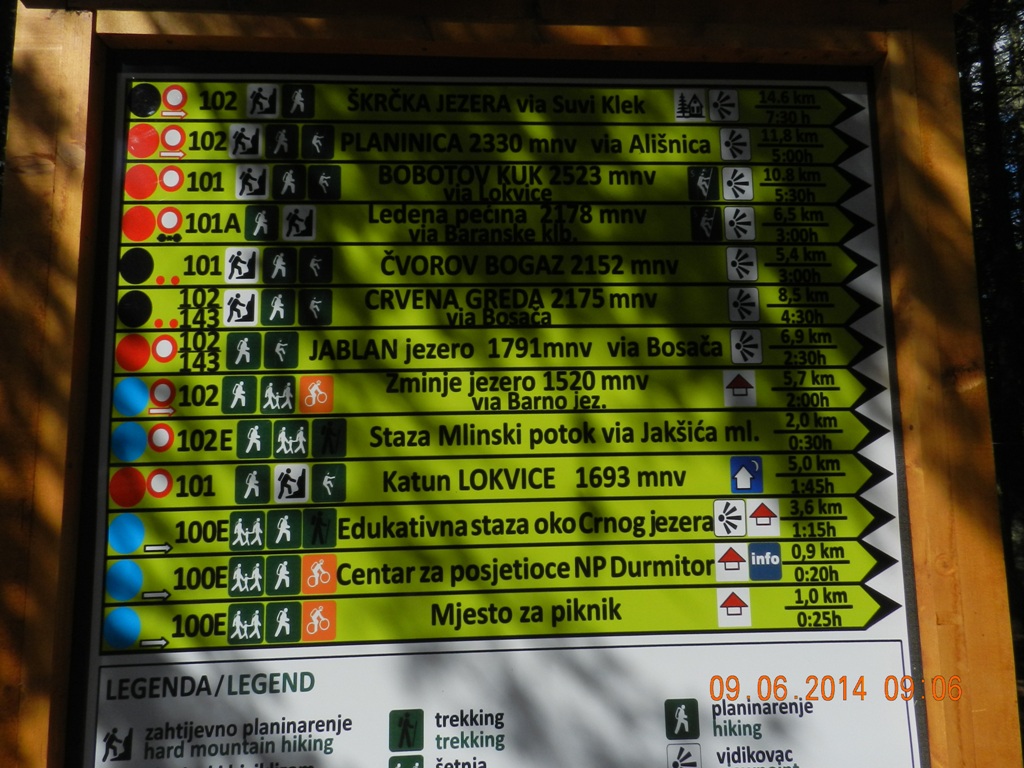 102 ŠKRČKA JEZERA via Suvi Klek 14.6 km
7:30 h
102 PLANINICA 2330 mnv via Ališnica 11,8 km
5:00h
101 BOBOTOV KUK 2523 mnv 10,8 km
via Lokvice 5:30h
101A Ledena pećina 2178 mnv 6,5 km
via Baranske klb. 3:00h
101 ČVOROV BOGAZ 2152 mnv 5,4 km
3:00h
102 CRVENA GREDA 2175 mnv 8,5 km
143 via Bosača 4:30h
102 JABLAN jezero 1791mnv via Bosača 6,9 km
143 2:30h
102 Zminje jezero 1520 mnv 5,7 km
via Barno jez. 2:00h
102E Staza Mlinski potok via Jakšića ml. 2,0 km
0:30h
101 Katun LOKVICE 1693 mnv 5,0 km
1:45h
100E Edukativna staza oko Crnog jezera 3,6 km
1:15h
100E Centar za posjetioce NP Durmitor info 0,9 km
0:20h
100E Mjesto za piknik 1,0 km
0:25h
LEGENDA/LEGEND
09.06.2014 09:06
zahtijevno planinarenje
hard mountain hiking
trekking
trekking
planinarenje
hiking
šetnja
vidikovac